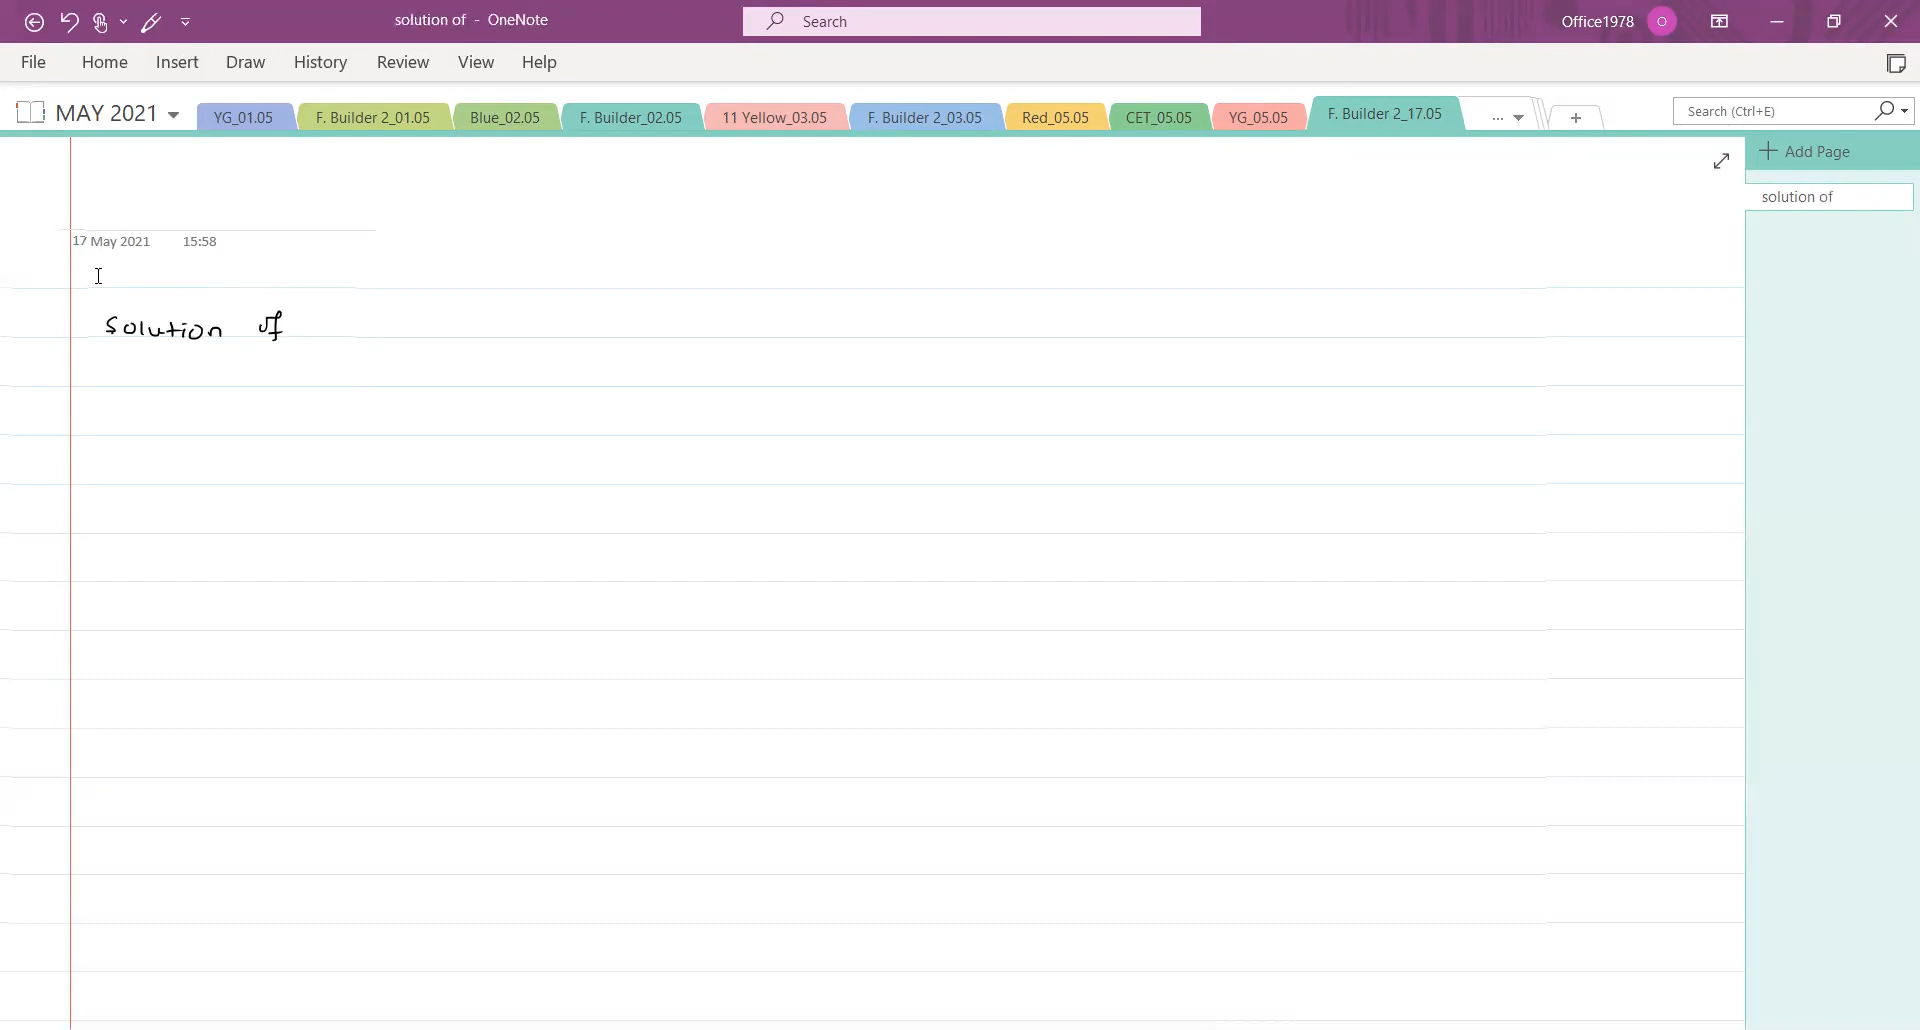 solution of - OneNote
Search
Office1978
O
File Home Insert Draw History Review View Help
MAY 2021
YG_01.05
F. Builder 2_01.05
Blue_02.05
F. Builder_02.05
11 Yellow_03.05
F. Builder 2_03.05
Red_05.05
CET_05.05
YG_05.05
F. Builder 2_17.05
...
+
Search (Ctrl+E)
Add Page
solution of
17 May 2021 15:58
Solution of